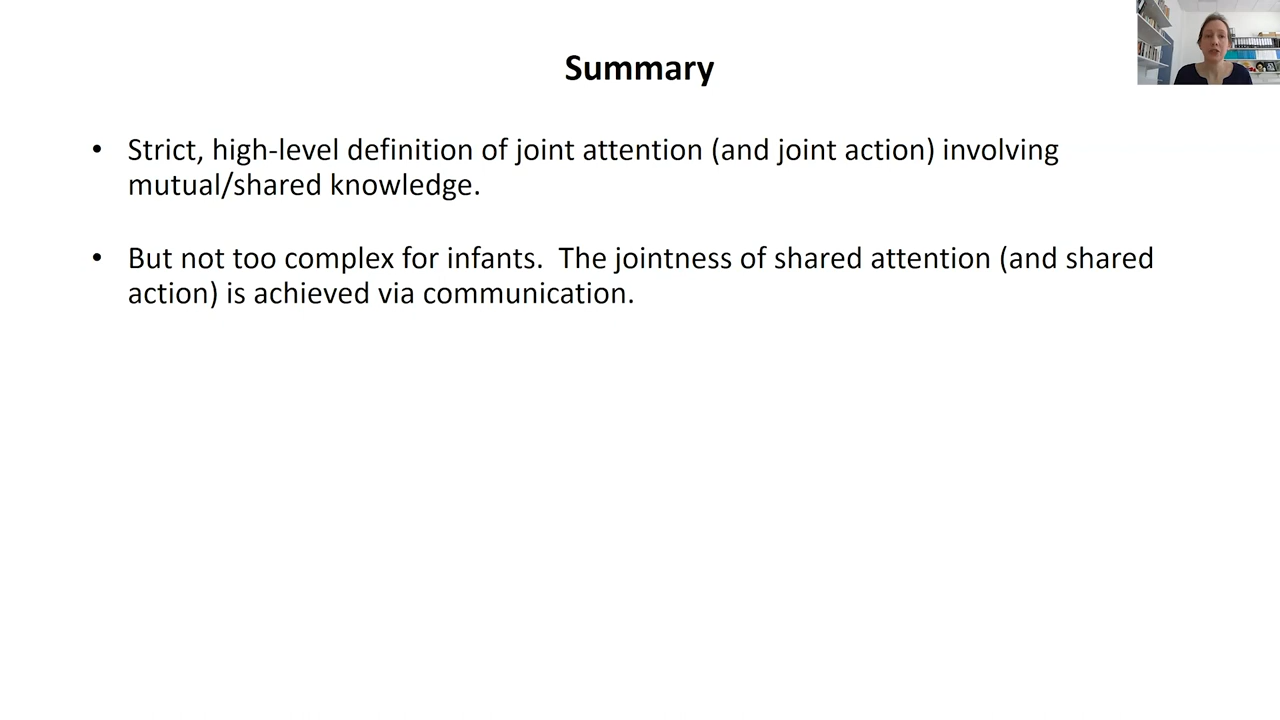 Summary
• Strict, high-level definition of joint attention (and joint action) involving
mutual/shared knowledge.
• But not too complex for infants.  The jointness of shared attention (and shared
action) is achieved via communication.